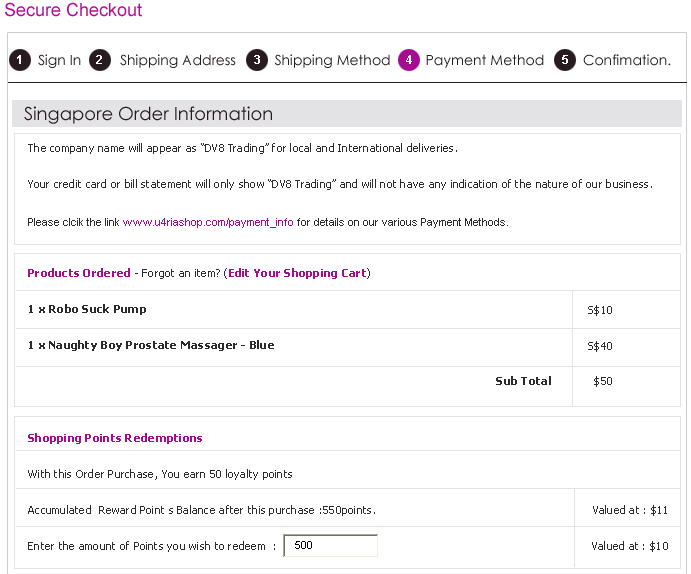 Secure Checkout
1 Sign In 2 Shipping Address 3 Shipping Method 4 Payment Method 5 Confimation.
Singapore Order Information
The company name will appear as "DV8 Trading" for local and International deliveries.
Your credit card or bill statement will only show "DV8 Trading" and will not have any indication of the nature of our business.
Please clcik the link www.u4riashop.com/payment_info for details on our various Payment Methods.
Products Ordered - Forgot an item? (Edit Your Shopping Cart)
1 x Robo Suck Pump S$10
1 x Naughty Boy Prostate Massager - Blue S$40
Sub Total $50
Shopping Points Redemptions
With this Order Purchase, You earn 50 loyalty points
Accumulated Reward Point s Balance after this purchase :550points. Valued at : $11
Enter the amount of Points you wish to redeem : 500 Valued at : $10